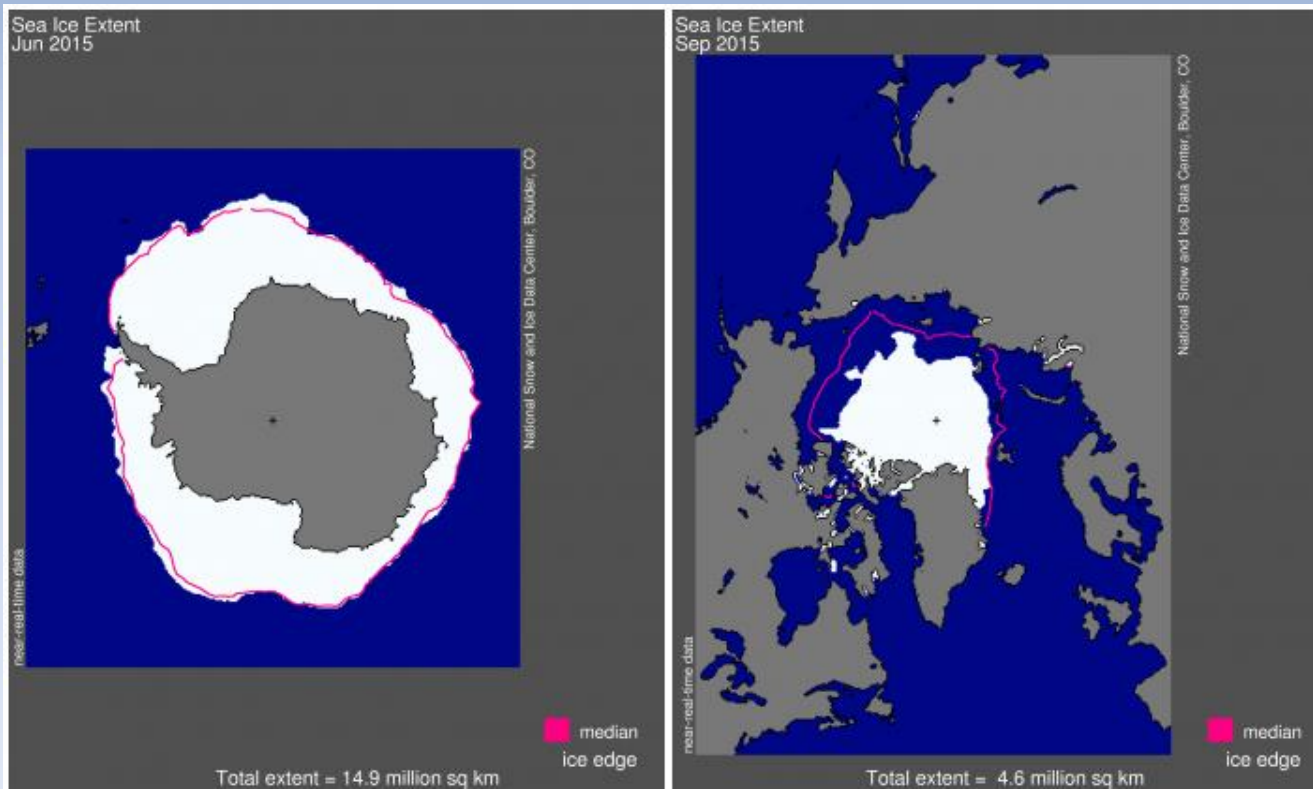 Sea Ice Extent
Jun 2015
National Snow and Ice Data Center, Boulder, CO
near-real-time data
median
ice edge
Total extent = 14.9 million sq km
Sea Ice Extent
Sep 2015
National Snow and Ice Data Center, Boulder, CO
near-real-time data
median
ice edge
Total extent = 4.6 million sq km